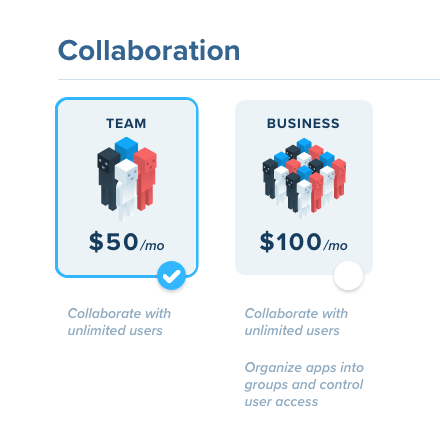 Collaboration
TEAM
$50/mo
Collaborate with
unlimited users
BUSINESS
$100/mo
Collaborate with
unlimited users
Organize apps into
groups and control
user access